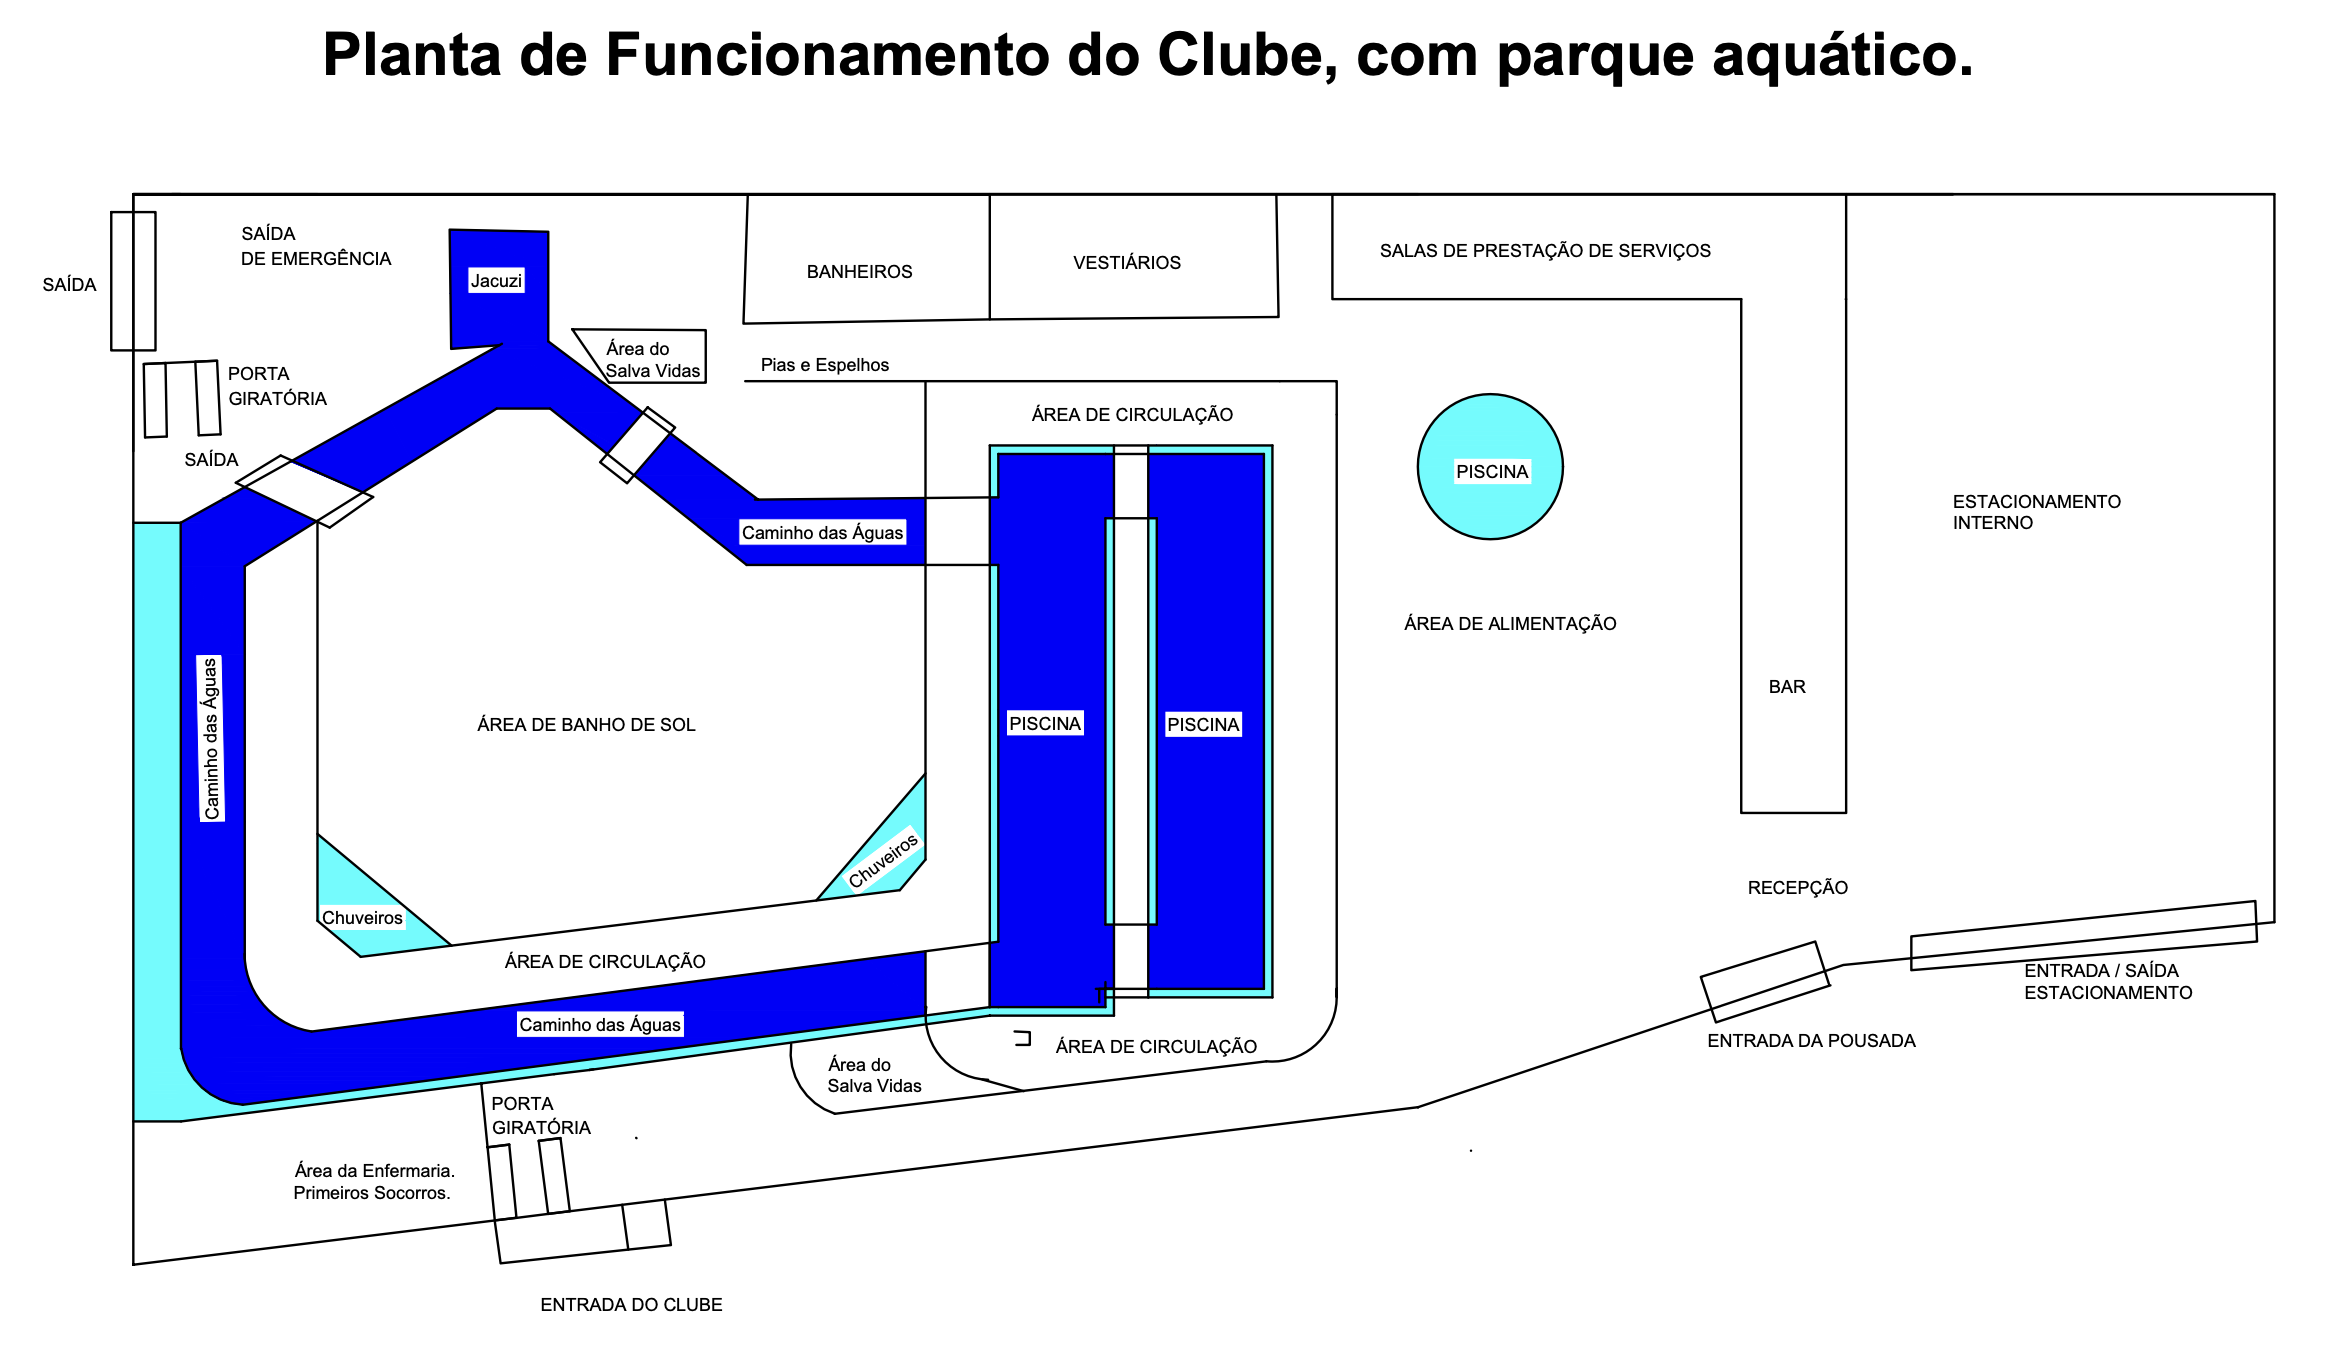 Planta de Funcionamento do Clube, com parque aquático.
SAÍDA
DE EMERGÊNCIA
SAÍDA
Jacuzi
BANHEIROS
VESTIÁRIOS
SALAS DE PRESTAÇÃO DE SERVIÇOS
PORTA
GIRATÓRIA
Área do
Salva Vidas
Pias e Espelhos
ÁREA DE CIRCULAÇÃO
SAÍDA
PISCINA
Caminho das Águas
ESTACIONAMENTO
INTERNO
ÁREA DE ALIMENTAÇÃO
BAR
Caminho das Águas
ÁREA DE BANHO DE SOL
PISCINA
PISCINA
Chuveiros
Chuveiros
RECEPÇÃO
ÁREA DE CIRCULAÇÃO
ENTRADA / SAÍDA
ESTACIONAMENTO
Caminho das Águas
ENTRADA DA POUSADA
ÁREA DE CIRCULAÇÃO
Área do
Salva Vidas
PORTA
GIRATÓRIA
Área da Enfermaria.
Primeiros Socorros.
ENTRADA DO CLUBE